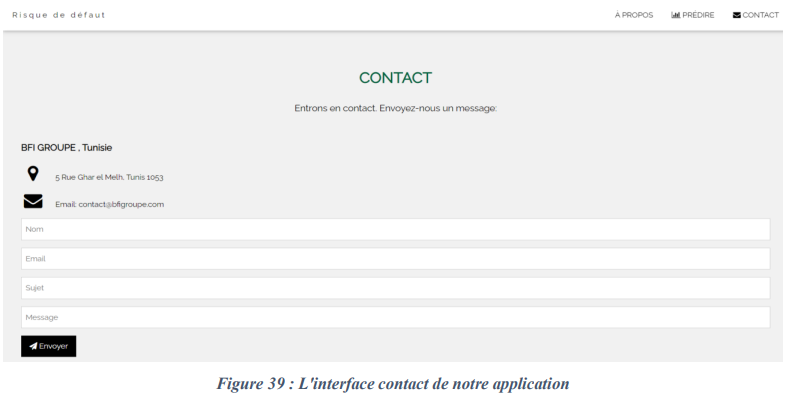 Risque de défaut
À PROPOS PRÉDIRE CONTACT
CONTACT
Entrons en contact. Envoyez-nous un message:
BFI GROUPE , Tunisie
5 Rue Ghar el Melh, Tunis 1053
Email: contact@bfigroupe.com
Nom
Email
Sujet
Message
Envoyer
Figure 39 : L'interface contact de notre application